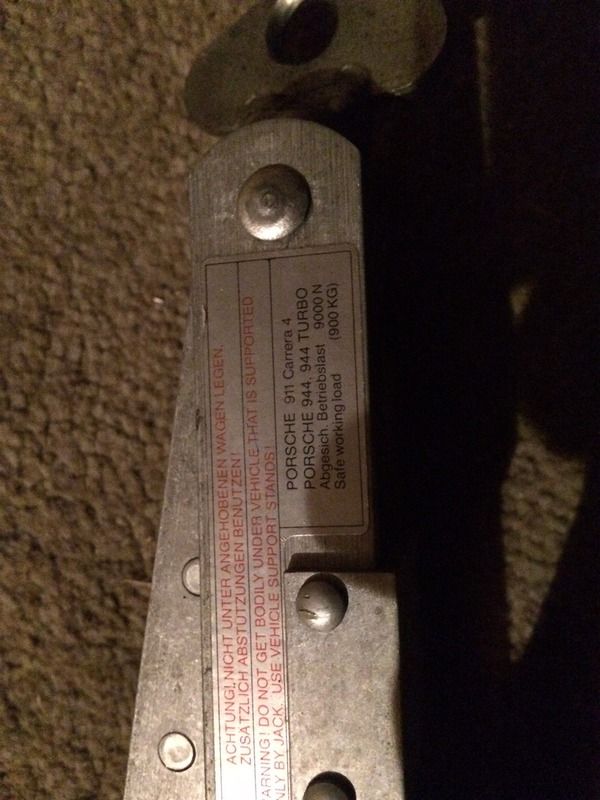 ACHTUNG! NICHT UNTER ANGEHOBENEN WAGEN LEGEN,
ZUSÄTZLICH ABSTÜTZUNGEN BENUTZEN!
ARNING! DO NOT GET BODILY UNDER VEHICLE THAT IS SUPPORTED
NLY BY JACK. USE VEHICLE SUPPORT STANDS!
PORSCHE 911 Carrera 4
PORSCHE 944, 944 TURBO
Abgesich. Betriebslast 9000 N
Safe working load (900 KG)